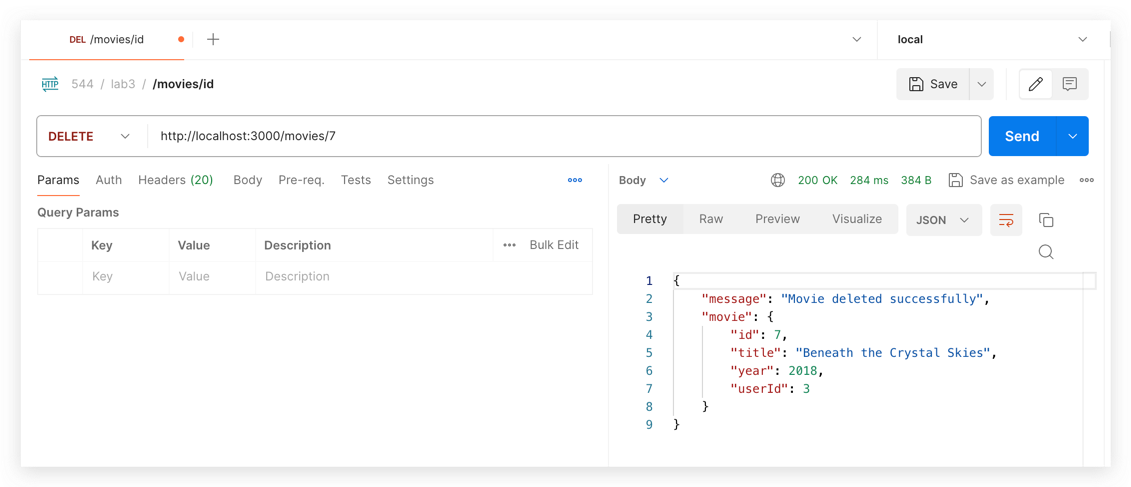 DEL /movies/id
local
HTTP 544 / lab3 / /movies/id
Save
DELETE http://localhost:3000/movies/7
Send
Params Auth Headers (20) Body Pre-req. Tests Settings
Query Params
Key Value Description Bulk Edit
Key Value Description
Body 200 OK 284 ms 384 B Save as example
Pretty Raw Preview Visualize JSON
1 {
2 "message": "Movie deleted successfully",
3 "movie": {
4 "id": 7,
5 "title": "Beneath the Crystal Skies",
6 "year": 2018,
7 "userId": 3
8 }
9 }